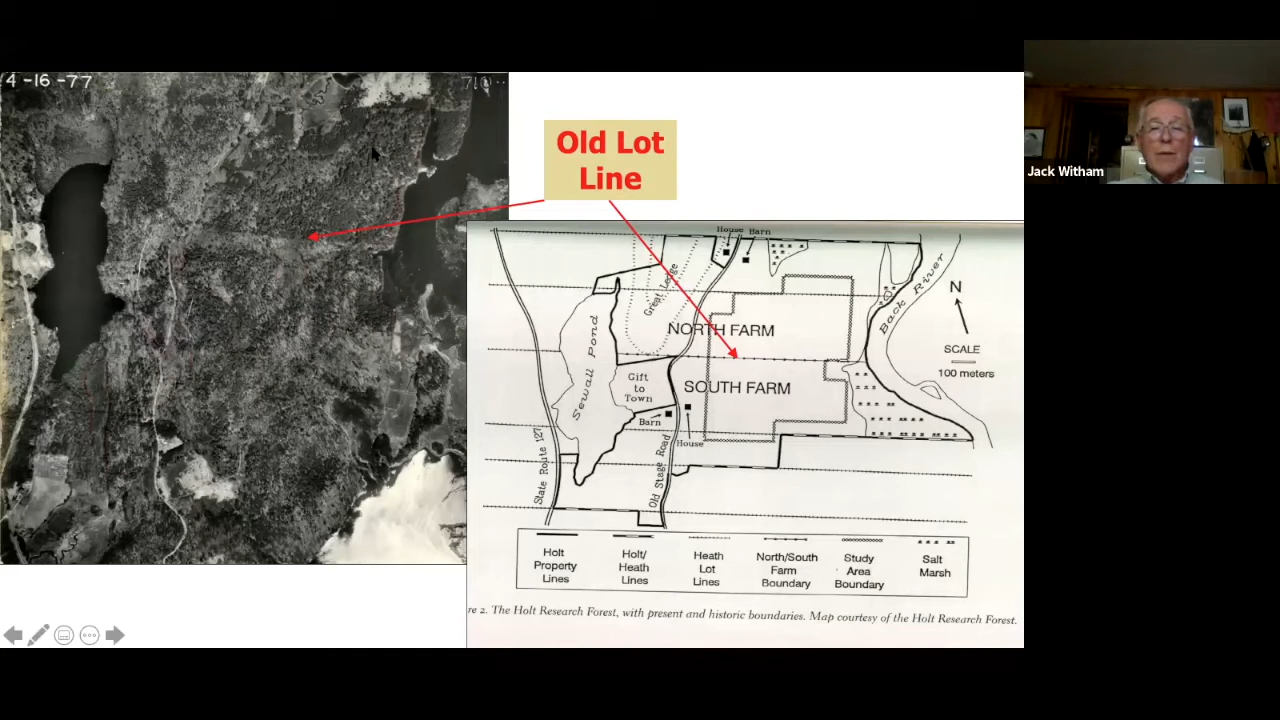 4 -16 -77
Old Lot
Line
Jack Witham
House Barn
Great Ledge
Back River
N
NORTH FARM
SCALE
100 meters
Sewall Pond
Gift
to
Town
SOUTH FARM
Barn
House
State Route 127
Old Stage Road
Holt
Property
Lines
Holt/
Heath
Lines
Heath
Lot
Lines
North/South
Farm
Boundary
Study
Area
Boundary
Salt
Marsh
re 2. The Holt Research Forest, with present and historic boundaries. Map courtesy of the Holt Research Forest.